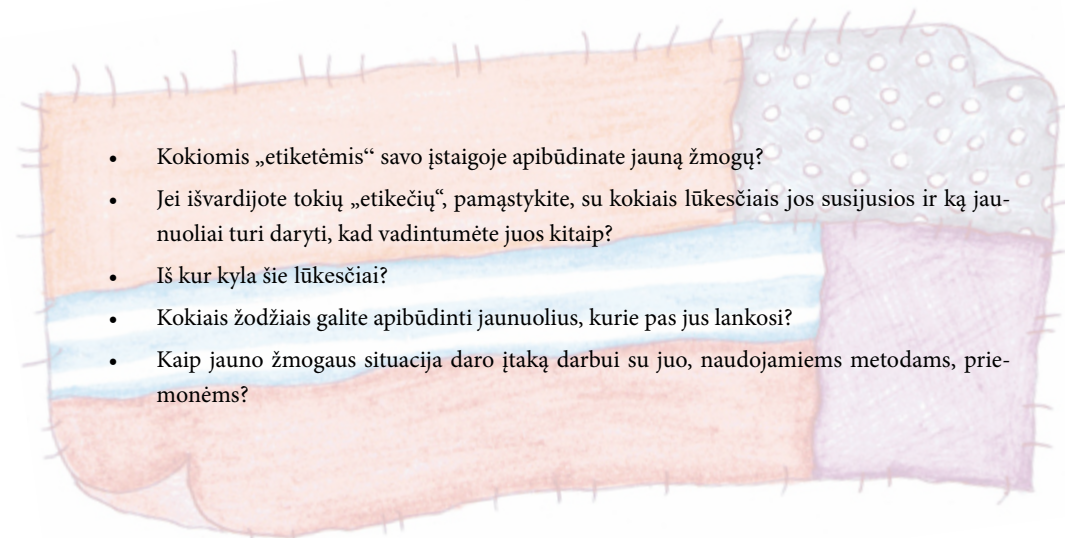 • Kokiomis „etiketėmis“ savo įstaigoje apibūdinate jauną žmogų?
• Jei išvardijote tokių „etikečių“, pamąstykite, su kokiais lūkesčiais jos susijusios ir ką jau-
nuoliai turi daryti, kad vadintumėte juos kitaip?
• Iš kur kyla šie lūkesčiai?
• Kokiais žodžiais galite apibūdinti jaunuolius, kurie pas jus lankosi?
• Kaip jauno žmogaus situacija daro įtaką darbui su juo, naudojamiems metodams, prie-
monėms?